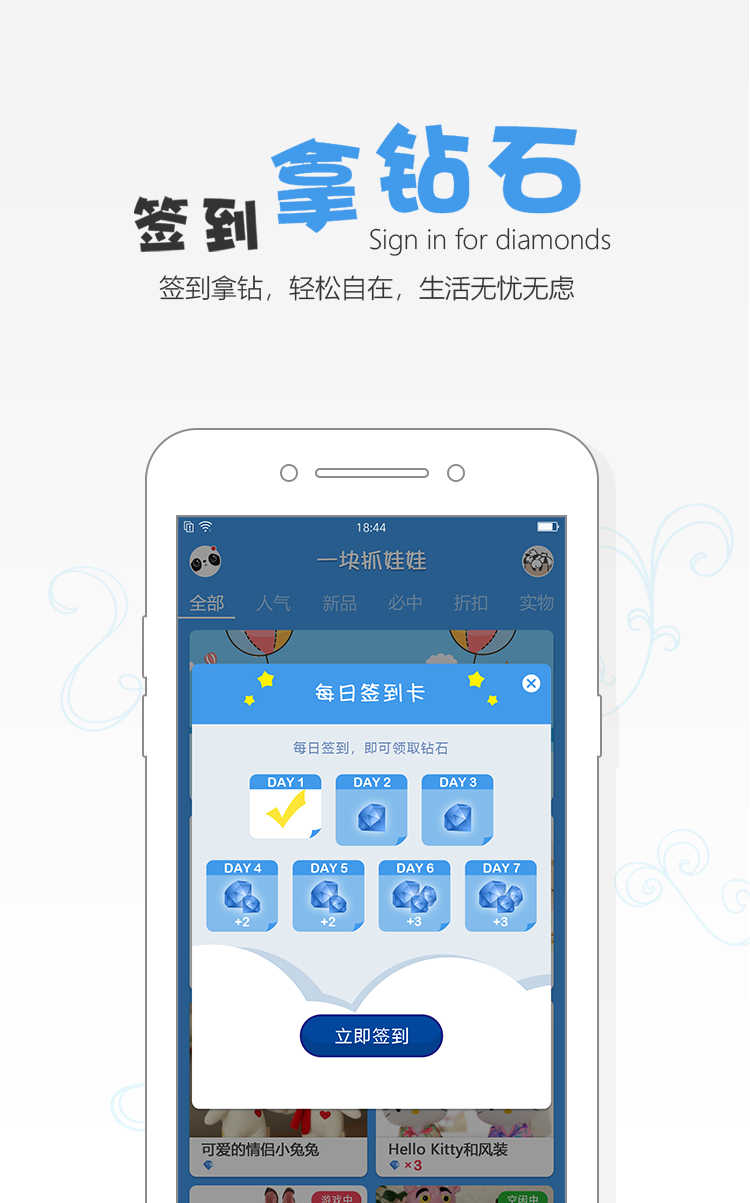 签到拿钻石
Sign in for diamonds
签到拿钻，轻松自在，生活无忧无虑
18:44
一块抓娃娃
全部 人气 新品 必中 折扣 实物
每日签到卡
每日签到，即可领取钻石
DAY 1 DAY 2 DAY 3
DAY 4 DAY 5 DAY 6 DAY 7
+2 +2 +3 +3
立即签到
可爱的情侣小兔兔 Hello Kitty和风装
×3
游戏中 空闲中